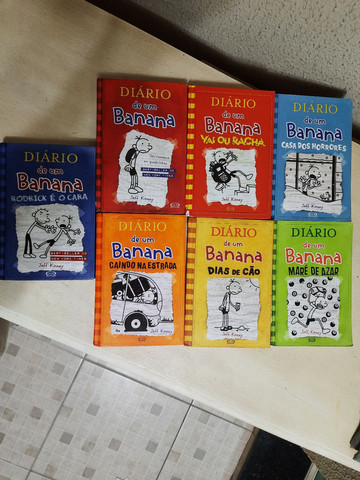 DIÁRIO
de um
Banana
RODRICK É O CARA
Jeff Kinney
DIÁRIO
de um
Banana
Jeff Kinney
DIÁRIO
de um
Banana
VAI OU RACHA
Jeff Kinney
DIÁRIO
de um
Banana
CASA DOS HORRORES
Jeff Kinney
DIÁRIO
de um
Banana
CAINDO NA ESTRADA
Jeff Kinney
DIÁRIO
de um
Banana
DIAS DE CÃO
Jeff Kinney
DIÁRIO
de um
Banana
MARÉ DE AZAR
Jeff Kinney